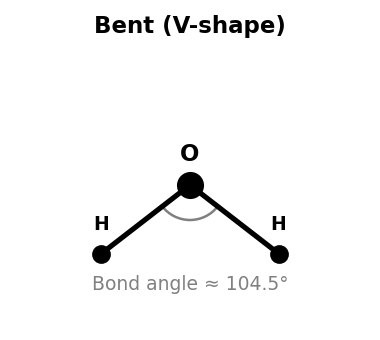 Bent (V-shape)
O
H H
Bond angle ≈ 104.5°